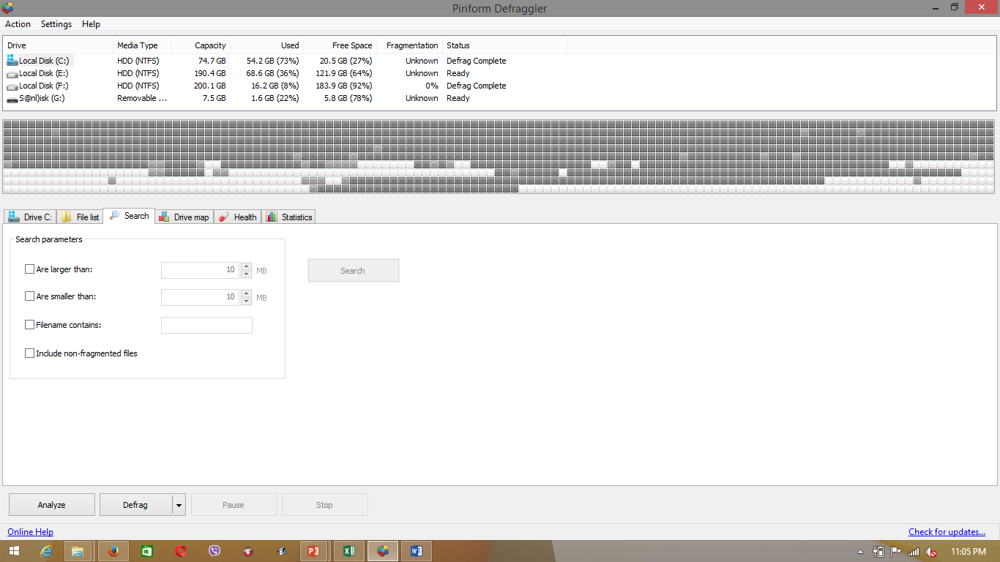 Piriform Defraggler
Action Settings Help
Drive Media Type Capacity Used Free Space Fragmentation Status
Local Disk (C:) HDD (NTFS) 74.7 GB 54.2 GB (73%) 20.5 GB (27%) Unknown Defrag Complete
Local Disk (E:) HDD (NTFS) 190.4 GB 68.6 GB (36%) 121.9 GB (64%) Unknown Ready
Local Disk (F:) HDD (NTFS) 200.1 GB 16.2 GB (8%) 183.9 GB (92%) 0% Defrag Complete
S@nl)isk (G:) Removable ... 7.5 GB 1.6 GB (22%) 5.8 GB (78%) Unknown Ready
Drive C: File list Search Drive map Health Statistics
Search parameters
Are larger than: 10 MB Search
Are smaller than: 10 MB
Filename contains:
Include non-fragmented files
Analyze Defrag Pause Stop
Online Help Check for updates...
11:05 PM